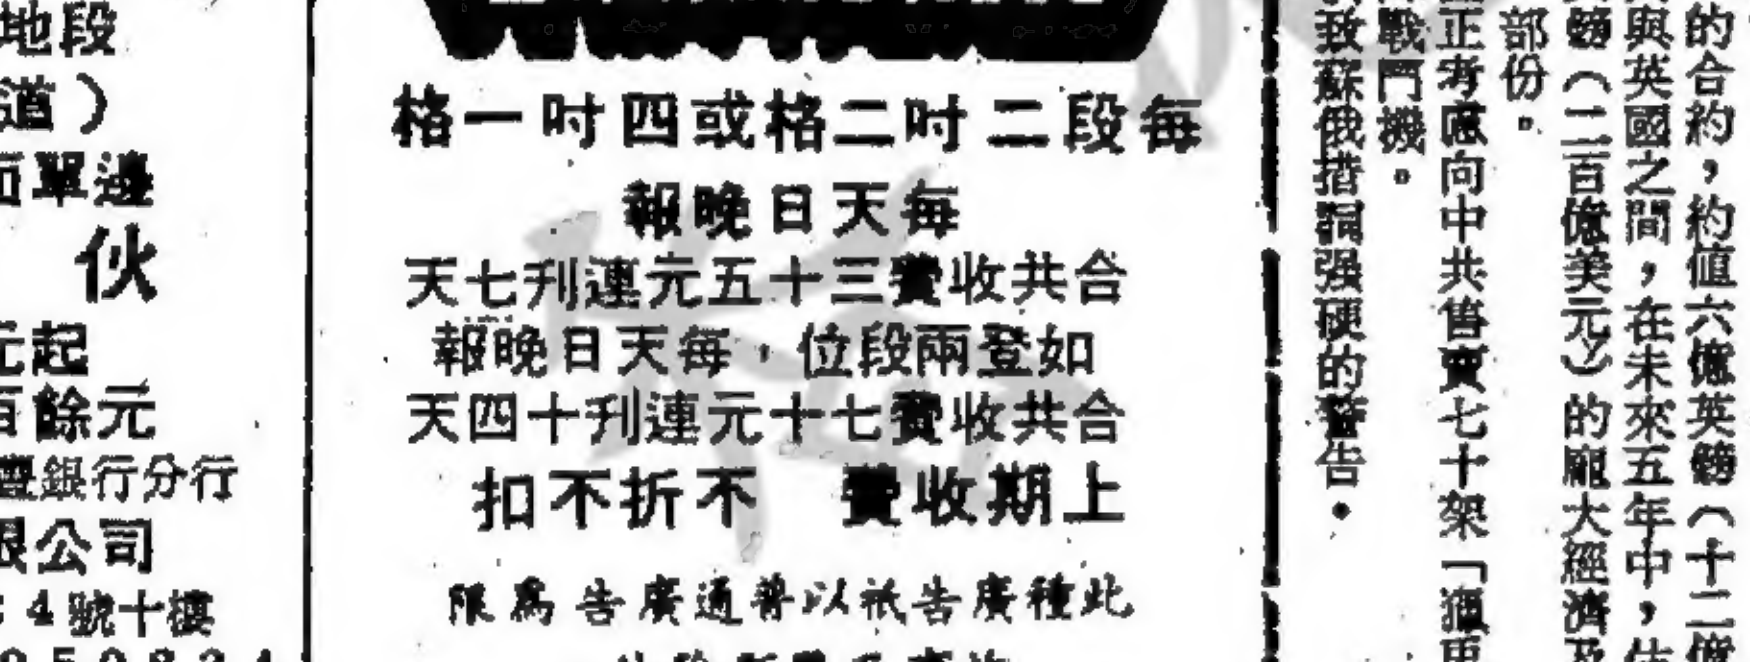 的合約，約值六億英鎊（十二億
與英國之間，在未來五年中，估
鎊（二百億美元）的龐大經濟及
部份。
正考慮向中共售賣七十架「獵更
戰鬥機。
致蘇俄措詞强硬的警告。
每段二吋二格或四吋一格
每天日晚報
合共收費三十五元連刋七天
如登兩段位，每天日晚報
合共收費七十元連刋十四天
上期收費　不折不扣
此種廣告祇以普通廣告爲限
地段
道）
單邊
伙
元起
百餘元
豐銀行分行
限公司
4號十樓